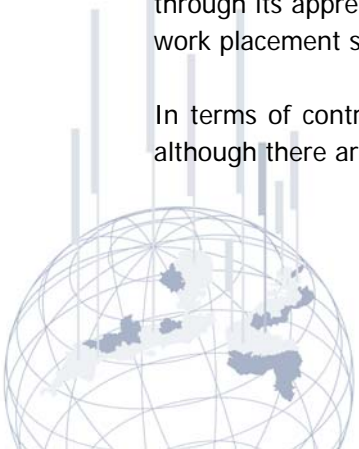 through its appre
work placement s
In terms of contr
although there ar